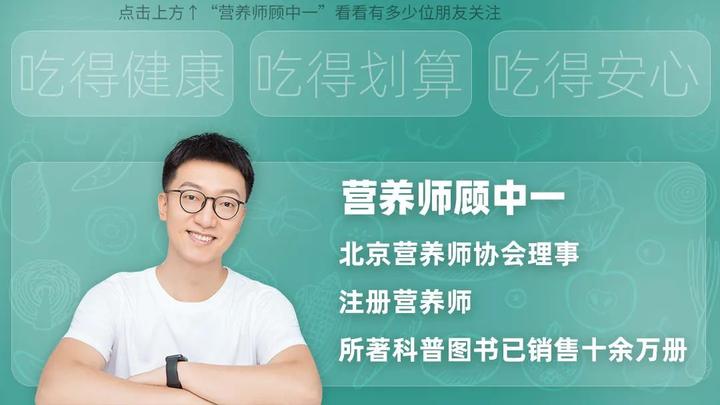 点击上方↑“营养师顾中一”看看有多少位朋友关注
吃得健康 吃得划算 吃得安心
营养师顾中一
北京营养师协会理事
注册营养师
所著科普图书已销售十余万册